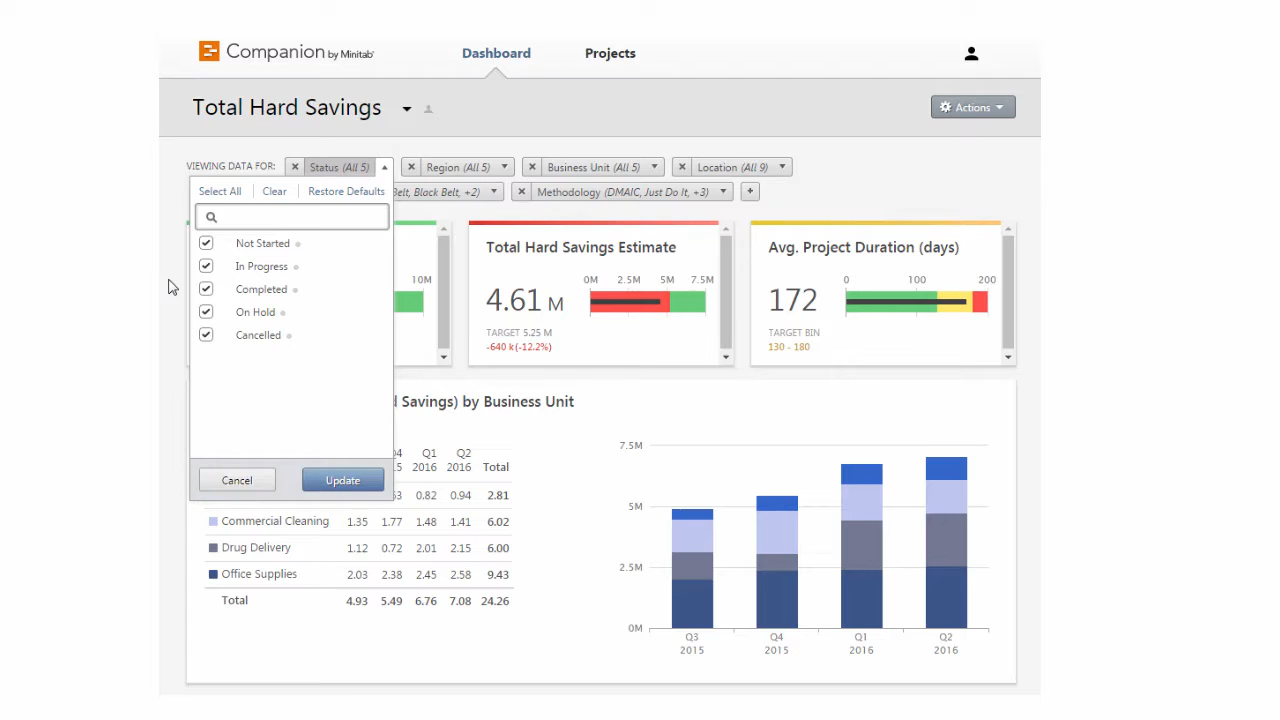 Companion by Minitab®
Dashboard
Projects
Total Hard Savings
Actions
VIEWING DATA FOR:
Status (All 5)
Region (All 5)
Business Unit (All 5)
Location (All 9)
Belt, Black Belt, +2)
Methodology (DMAIC, Just Do It, +3)
+
Select All
Clear
Restore Defaults
Not Started
In Progress
Completed
On Hold
Cancelled
Cancel
Update
10M
Total Hard Savings Estimate
0M 2.5M 5M 7.5M
4.61 M
TARGET 5.25 M
-640 k (-12.2%)
Avg. Project Duration (days)
0 100 200
172
TARGET BIN
130 - 180
Savings) by Business Unit
Q1 Q2
2016 2016 Total
0.82 0.94 2.81
Commercial Cleaning 1.35 1.77 1.48 1.41 6.02
Drug Delivery 1.12 0.72 2.01 2.15 6.00
Office Supplies 2.03 2.38 2.45 2.58 9.43
Total 4.93 5.49 6.76 7.08 24.26
7.5M
5M
2.5M
0M
Q3 Q4 Q1 Q2
2015 2015 2016 2016